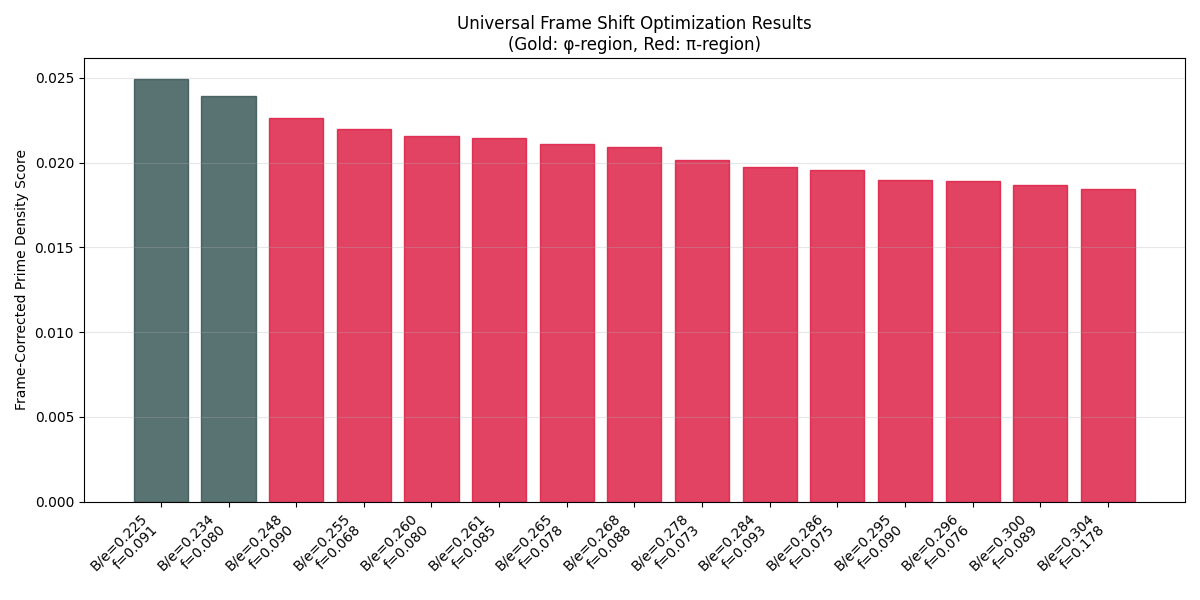 Universal Frame Shift Optimization Results
(Gold: φ-region, Red: π-region)
Frame-Corrected Prime Density Score
0.025
0.020
0.015
0.010
0.005
0.000
B/e=0.225
f=0.091
B/e=0.234
f=0.080
B/e=0.248
f=0.090
B/e=0.255
f=0.068
B/e=0.260
f=0.080
B/e=0.261
f=0.085
B/e=0.265
f=0.078
B/e=0.268
f=0.088
B/e=0.278
f=0.073
B/e=0.284
f=0.093
B/e=0.286
f=0.075
B/e=0.295
f=0.090
B/e=0.296
f=0.076
B/e=0.300
f=0.089
B/e=0.304
f=0.178